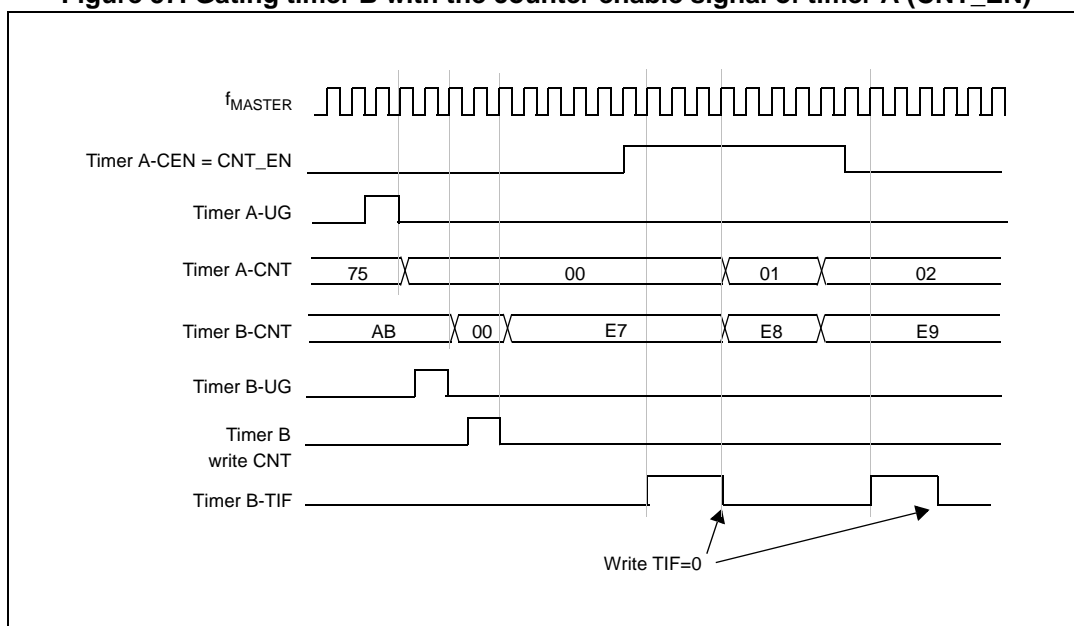 Figure 37. Gating timer B with the counter enable signal of timer A (CNT_EN)
fMASTER
Timer A-CEN = CNT_EN
Timer A-UG
Timer A-CNT 75 00 01 02
Timer B-CNT AB 00 E7 E8 E9
Timer B-UG
Timer B
write CNT
Timer B-TIF
Write TIF=0